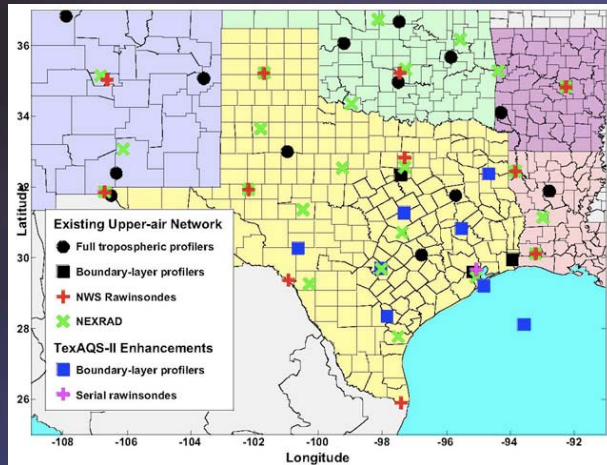 36
34
32
30
28
26
Latitude
Existing Upper-air Network
Full tropospheric profilers
Boundary-layer profilers
NWS Rawinsondes
NEXRAD
TexAQS-II Enhancements
Boundary-layer profilers
Serial rawinsondes
-108 -106 -104 -102 -100 -98 -96 -94 -92
Longitude